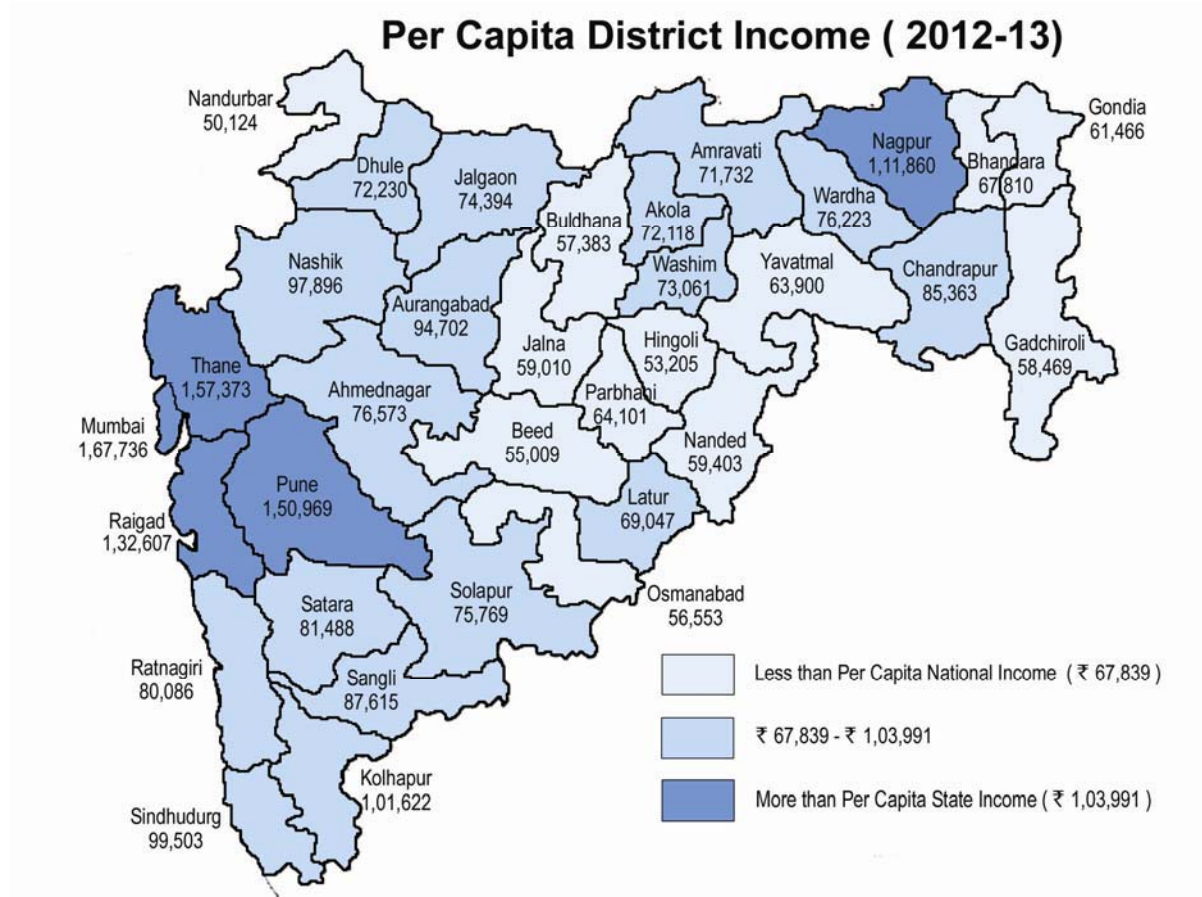 Per Capita District Income ( 2012-13)
Nandurbar
50,124
Gondia
61,466
Dhule
72,230
Jalgaon
74,394
Amravati
71,732
Nagpur
1,11,860
Bhandara
67,810
Wardha
76,223
Buldhana
57,383
Akola
72,118
Washim
73,061
Yavatmal
63,900
Chandrapur
85,363
Nashik
97,896
Aurangabad
94,702
Jalna
59,010
Hingoli
53,205
Gadchiroli
58,469
Thane
1,57,373
Ahmednagar
76,573
Parbhani
64,101
Mumbai
1,67,736
Beed
55,009
Nanded
59,403
Pune
1,50,969
Latur
69,047
Raigad
1,32,607
Satara
81,488
Solapur
75,769
Osmanabad
56,553
Ratnagiri
80,086
Sangli
87,615
Kolhapur
1,01,622
Sindhudurg
99,503
Less than Per Capita National Income ( ₹ 67,839 )
₹ 67,839 - ₹ 1,03,991
More than Per Capita State Income ( ₹ 1,03,991 )